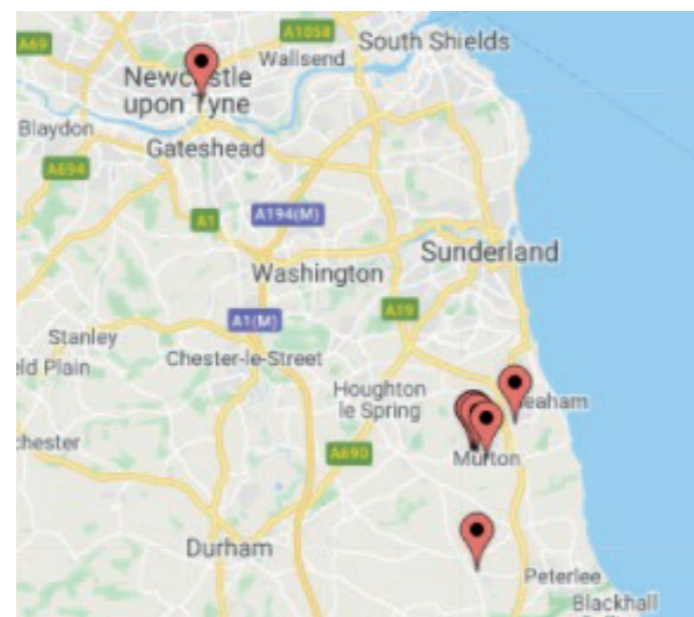 A69
A1058
South Shields
Wallsend
Newcastle
upon Tyne
Blaydon
Gateshead
A694
A1
A194(M)
Sunderland
Washington
A19
A1(M)
Stanley
ld Plain
Chester-le-Street
Houghton
le Spring
eaham
hester
A690
Murton
Durham
Peterlee
Blackhall